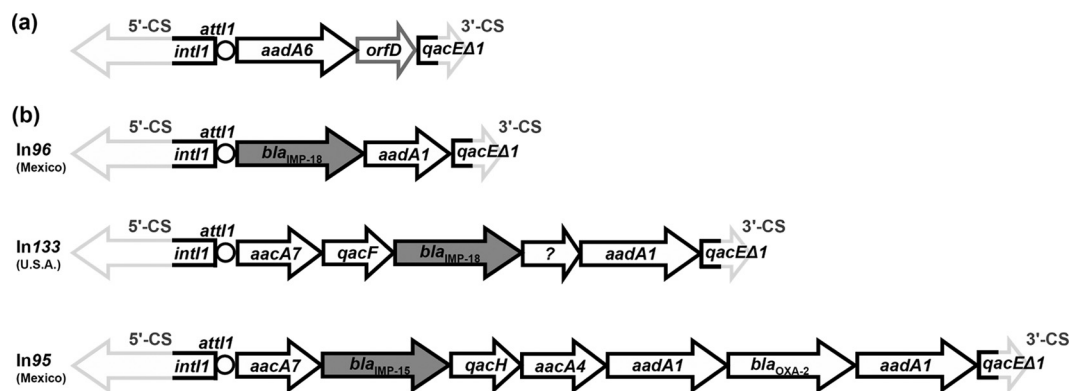 (a)
5'-CS attI1 3'-CS
intI1 aadA6 orfD qacEΔ1
(b)
5'-CS attI1 3'-CS
In96 (Mexico) intI1 blaIMP-18 aadA1 qacEΔ1
5'-CS attI1 3'-CS
In133 (U.S.A.) intI1 aacA7 qacF blaIMP-18 ? aadA1 qacEΔ1
5'-CS attI1 3'-CS
In95 (Mexico) intI1 aacA7 blaIMP-15 qacH aacA4 aadA1 blaOXA-2 aadA1 qacEΔ1